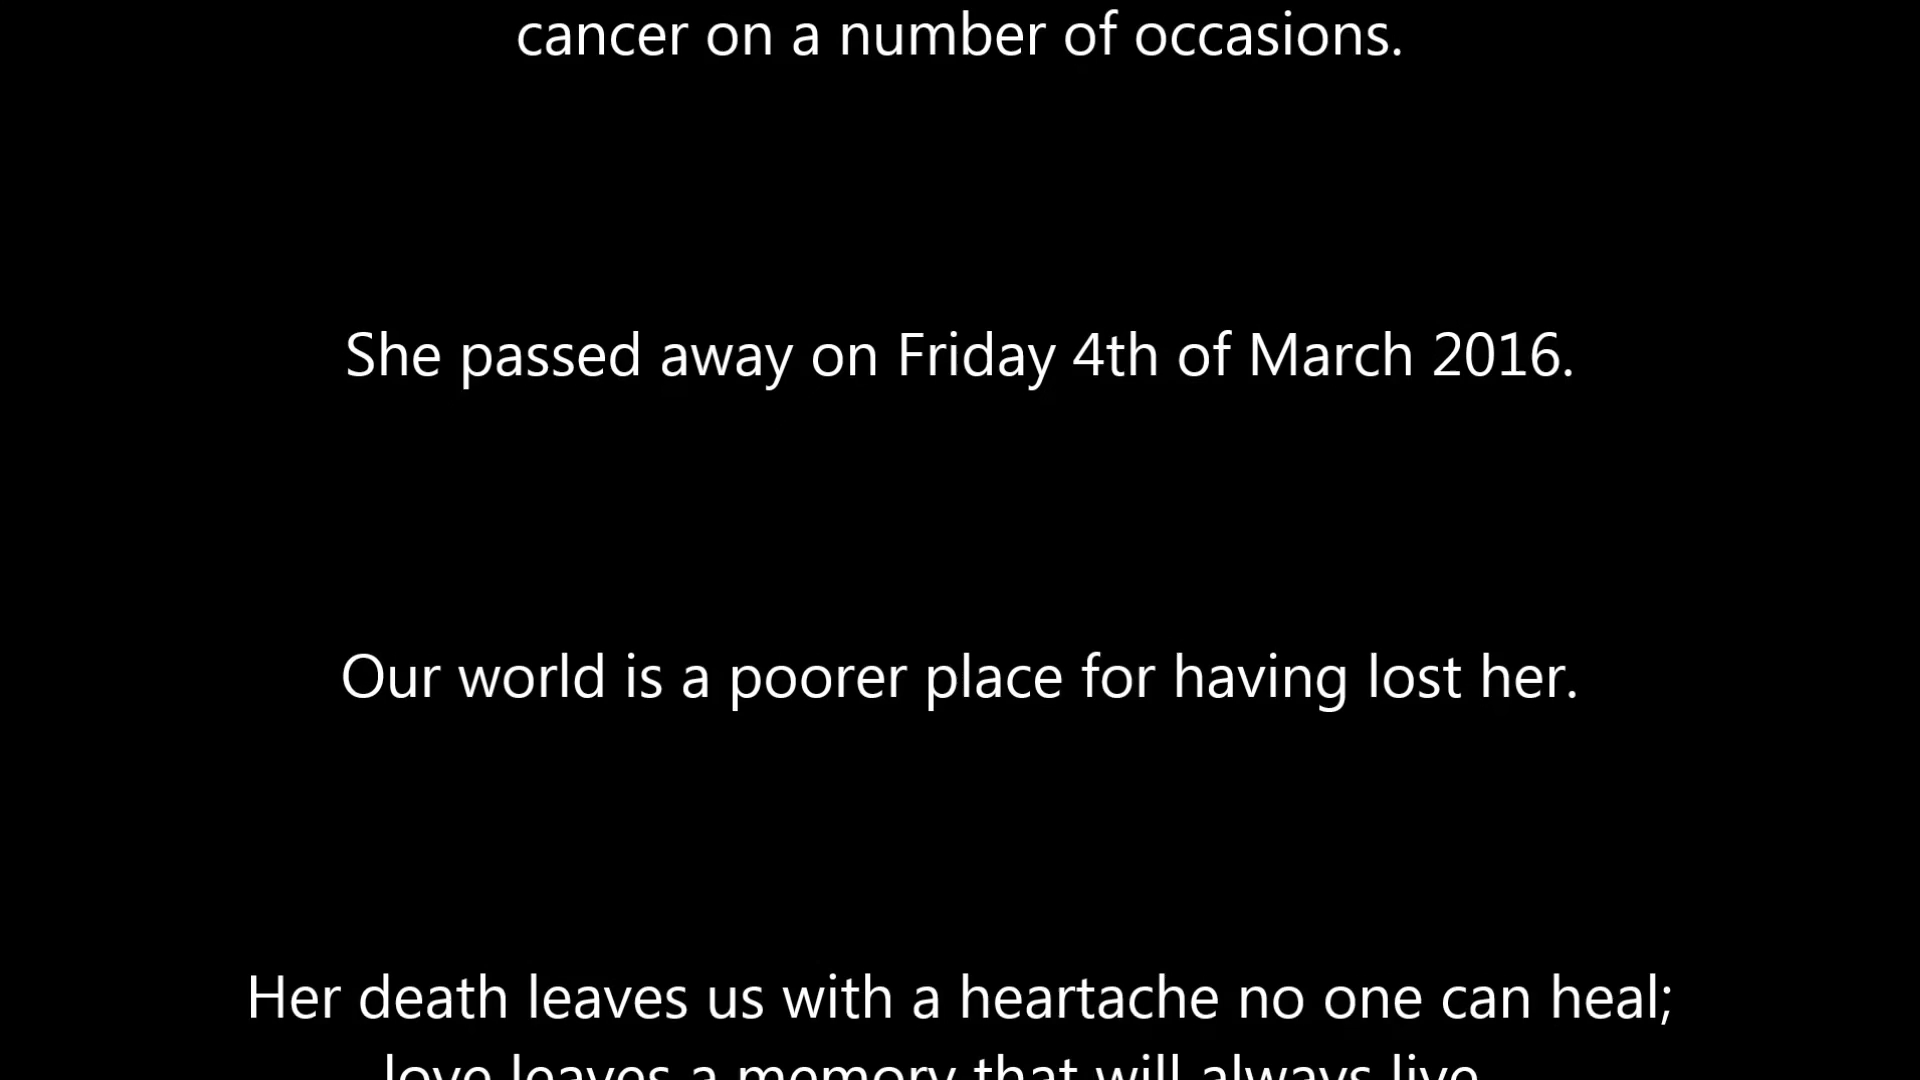 cancer on a number of occasions.
She passed away on Friday 4th of March 2016.
Our world is a poorer place for having lost her.
Her death leaves us with a heartache no one can heal;
love leaves a memory that will always live